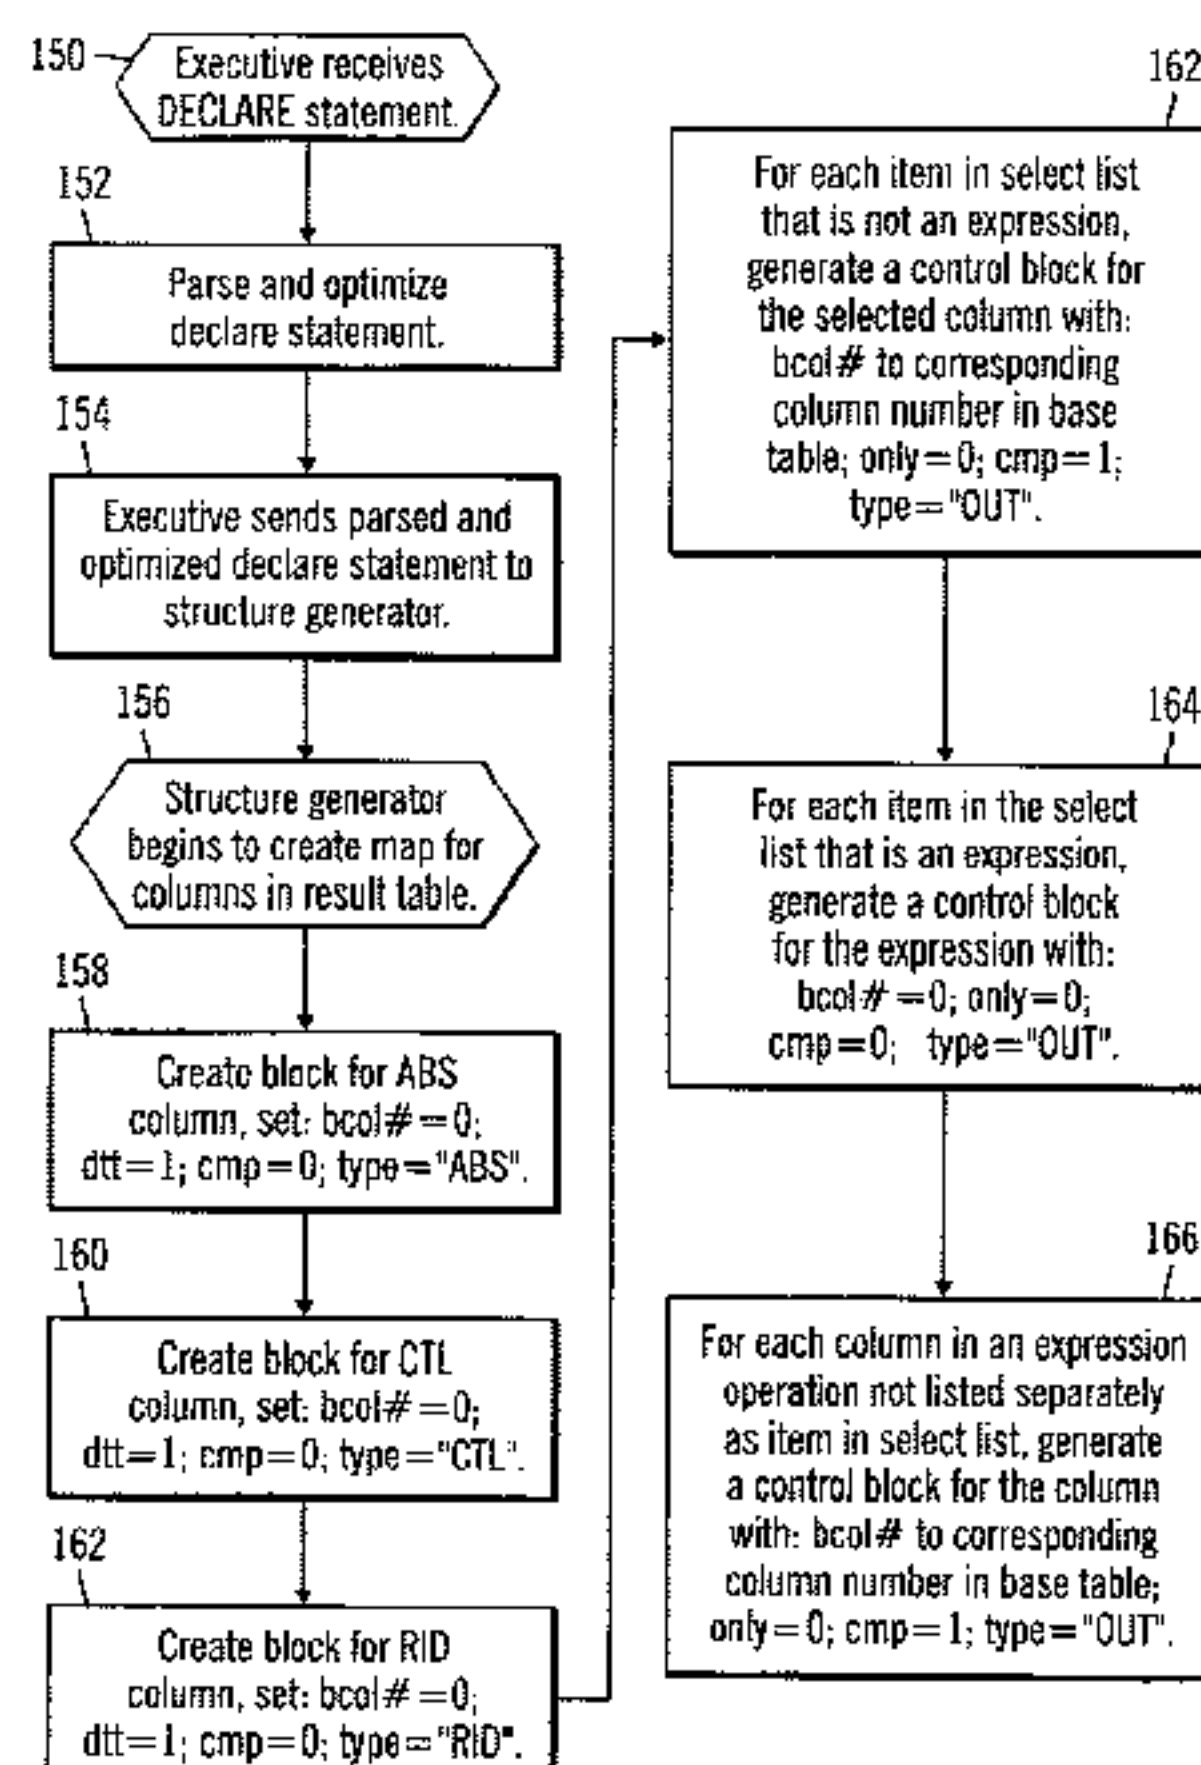 150
Executive receives
DECLARE statement.
152
Parse and optimize
declare statement.
154
Executive sends parsed and
optimized declare statement to
structure generator.
156
Structure generator
begins to create map for
columns in result table.
158
Create block for ABS
column, set: bcol#=0;
dtt=1; cmp=0; type="ABS".
160
Create block for CTL
column, set: bcol#=0;
dtt=1; cmp=0; type="CTL".
162
Create block for RID
column, set: bcol#=0;
dtt=1; cmp=0; type="RID".
162
For each item in select list
that is not an expression,
generate a control block for
the selected column with:
bcol# to corresponding
column number in base
table; only=0; cmp=1;
type="OUT".
164
For each item in the select
list that is an expression,
generate a control block
for the expression with:
bcol#=0; only=0;
cmp=0; type="OUT".
166
For each column in an expression
operation not listed separately
as item in select list, generate
a control block for the column
with: bcol# to corresponding
column number in base table;
only=0; cmp=1; type="OUT".